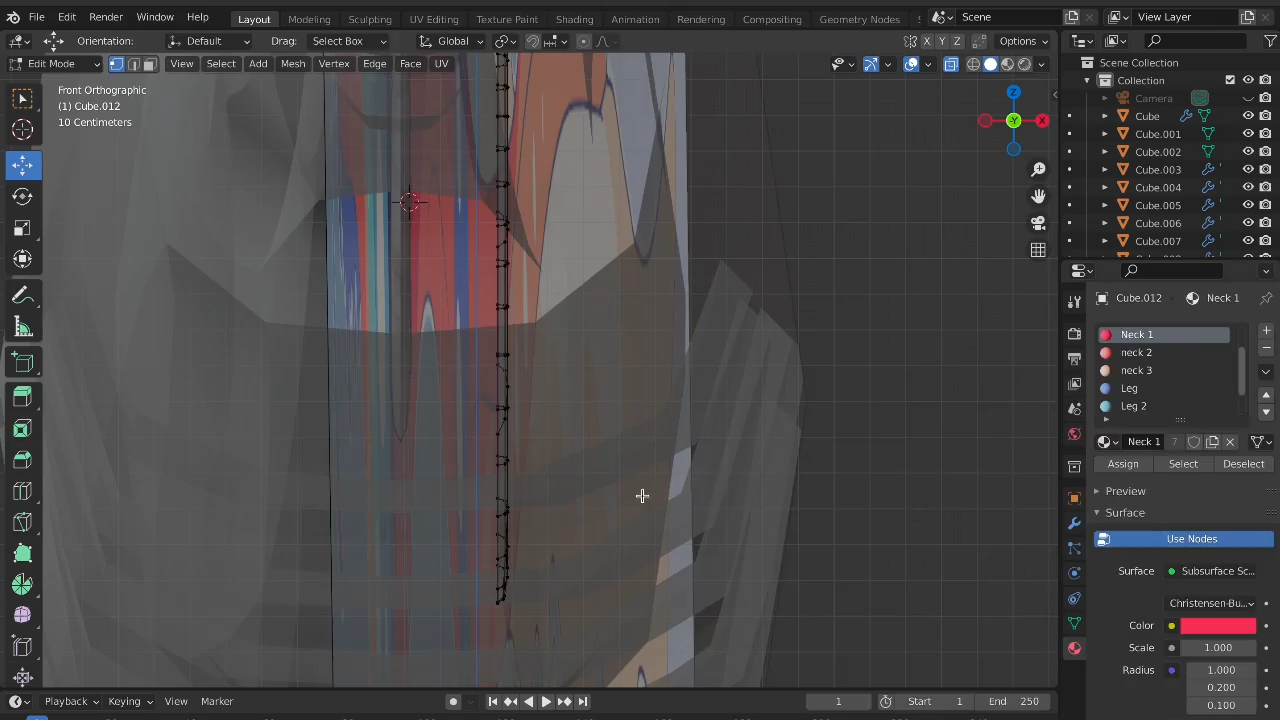 File Edit Render Window Help Layout Modeling Sculpting UV Editing Texture Paint Shading Animation Rendering Compositing Geometry Nodes Scene View Layer
Orientation: Default Drag: Select Box Global X Y Z Options
Edit Mode View Select Add Mesh Vertex Edge Face UV
Front Orthographic
(1) Cube.012
10 Centimeters
Z
X
-Y
Scene Collection
Collection
Camera
Cube
Cube.001
Cube.002
Cube.003
Cube.004
Cube.005
Cube.006
Cube.007
Cube.012 Neck 1
Neck 1
neck 2
neck 3
Leg
Leg 2
Neck 1 7
Assign Select Deselect
Preview
Surface
Use Nodes
Surface Subsurface Sc...
Christensen-Bu...
Color
Scale 1.000
Radius 1.000
0.200
0.100
Playback Keying View Marker 1 Start 1 End 250